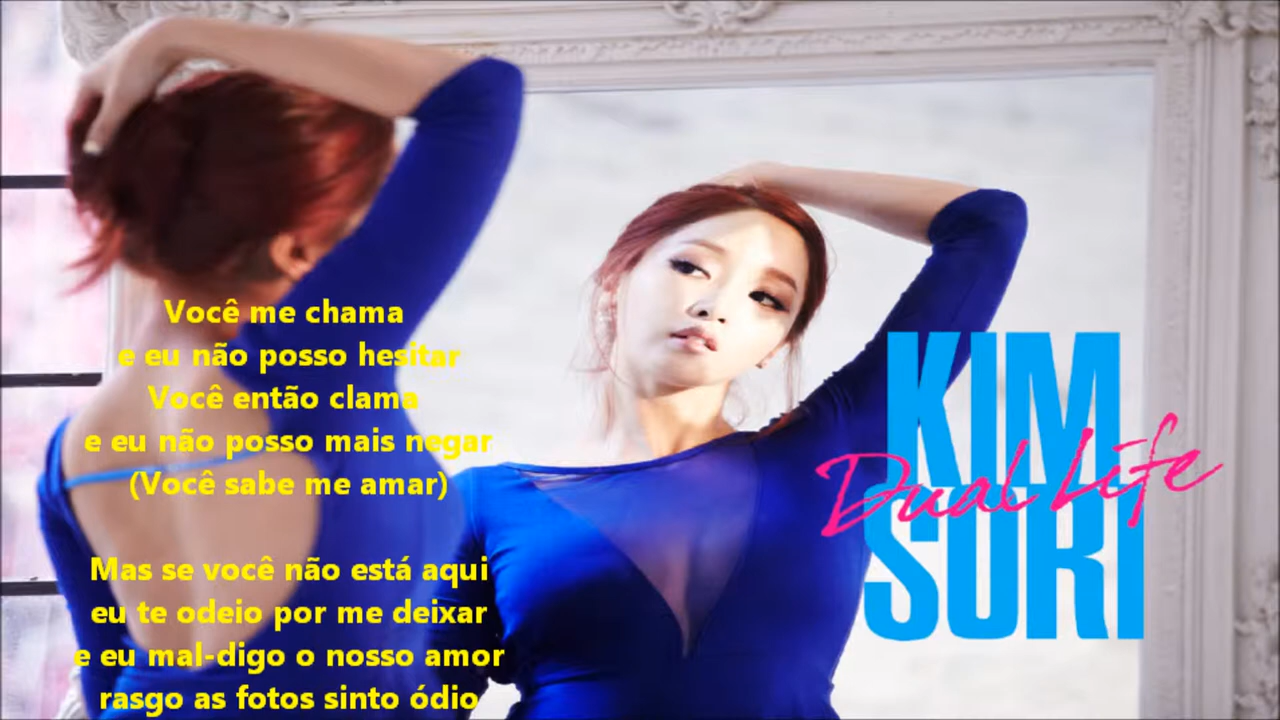 Você me chama
e eu não posso hesitar
Você então clama
e eu não posso mais negar
(Você sabe me amar)
Mas se você não está aqui
eu te odeio por me deixar
e eu mal-digo o nosso amor
rasgo as fotos sinto ódio
KIM
Dual Life
SORI